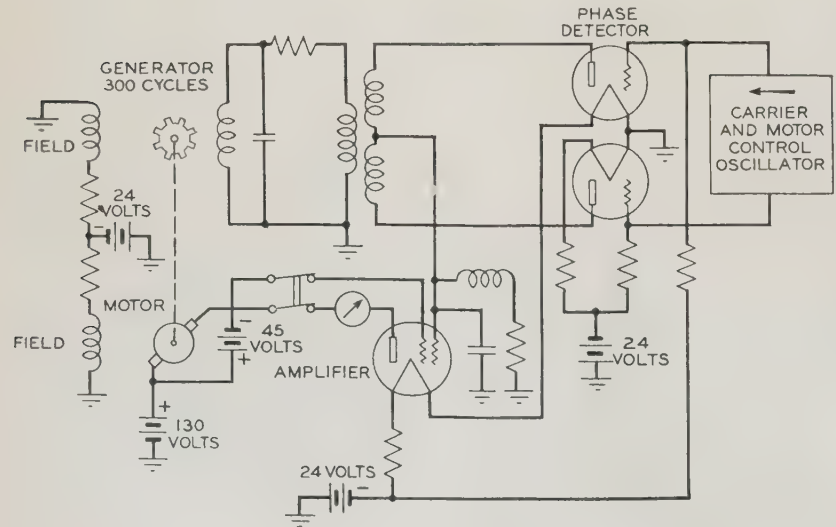 PHASE
DETECTOR
GENERATOR
300 CYCLES
FIELD
24
VOLTS
-
CARRIER
AND MOTOR
CONTROL
OSCILLATOR
MOTOR
FIELD
-
45
VOLTS
+
AMPLIFIER
24
VOLTS
+
130
VOLTS
24 VOLTS
-